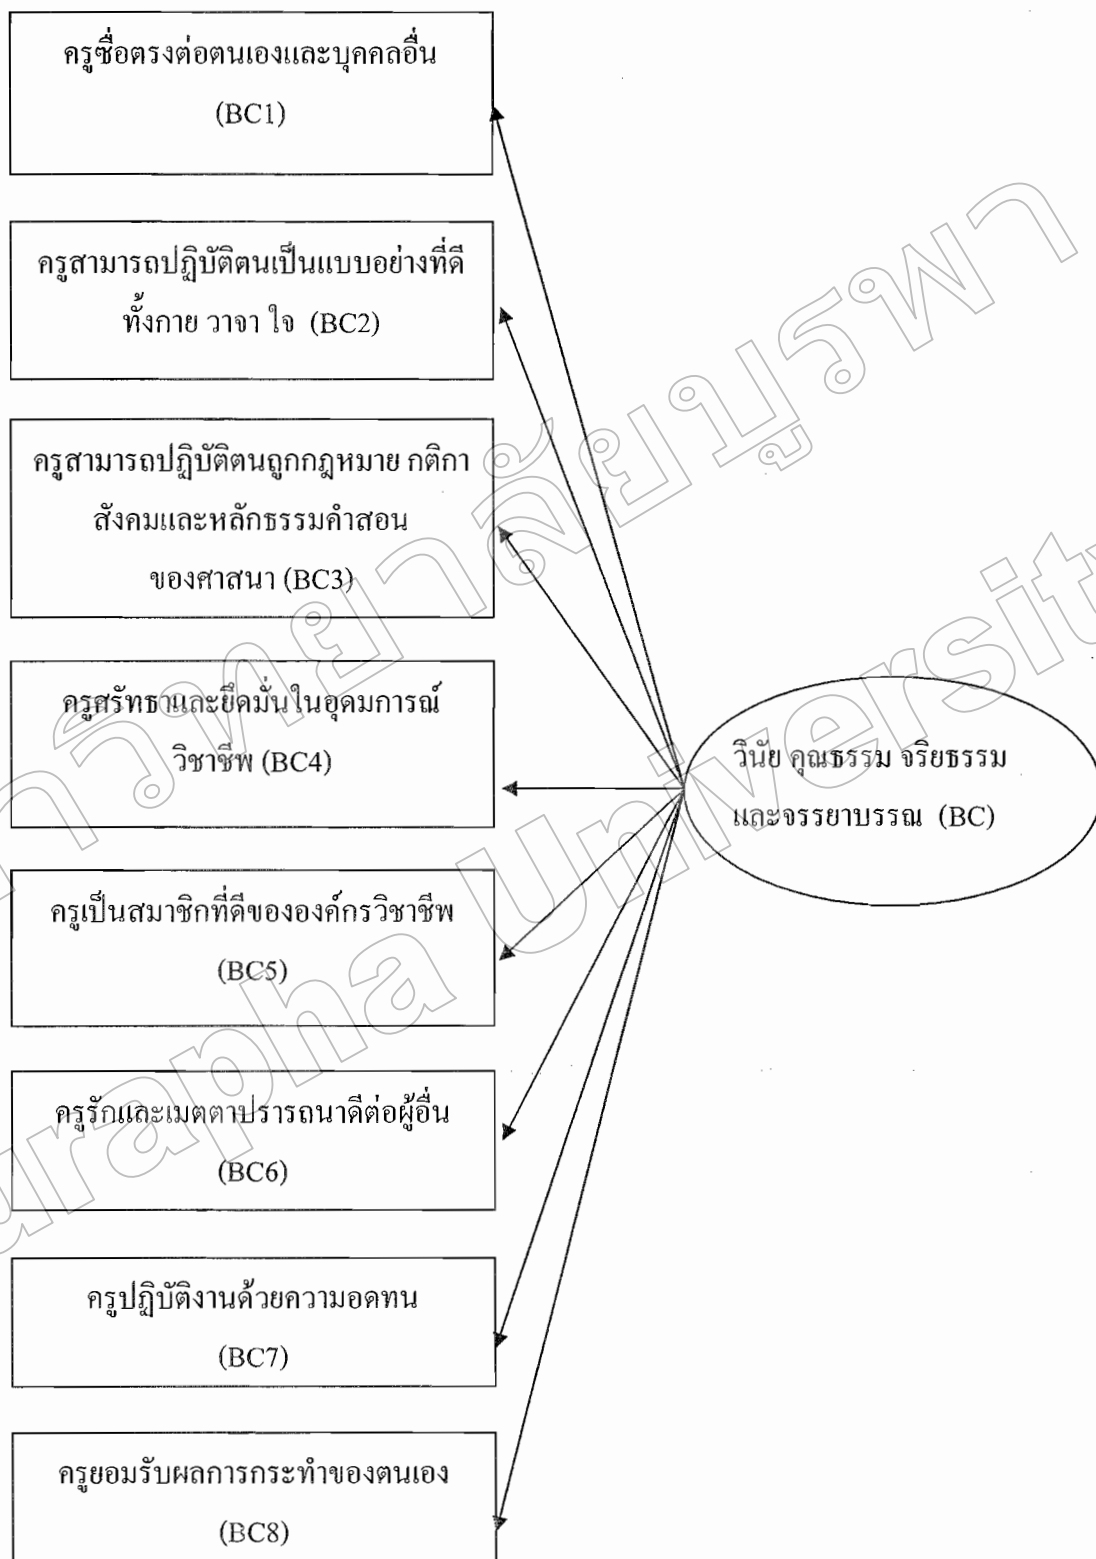 ครูซื่อตรงต่อตนเองและบุคคลอื่น
(BC1)
ครูสามารถปฏิบัติตนเป็นแบบอย่างที่ดี
ทั้งกาย วาจา ใจ (BC2)
ครูสามารถปฏิบัติตนถูกกฎหมาย กติกา
สังคมและหลักธรรมคำสอน
ของศาสนา (BC3)
ครูศรัทธาและยึดมั่นในอุดมการณ์
วิชาชีพ (BC4)
ครูเป็นสมาชิกที่ดีขององค์กรวิชาชีพ
(BC5)
ครูรักและเมตตาปรารถนาดีต่อผู้อื่น
(BC6)
ครูปฏิบัติงานด้วยความอดทน
(BC7)
ครูยอมรับผลการกระทำของตนเอง
(BC8)
วินัย คุณธรรม จริยธรรม
และจรรยาบรรณ (BC)
วิทยาลัยบูรพา
urapha University